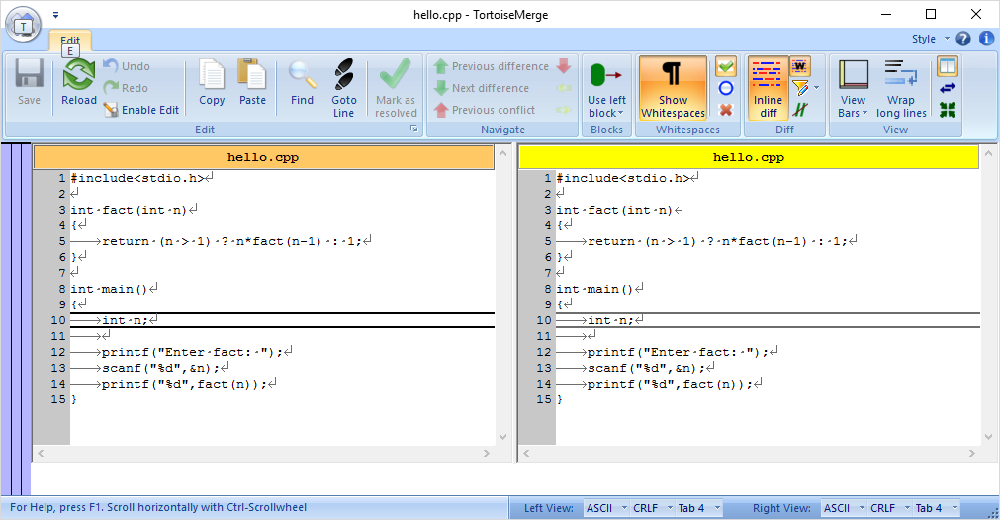 hello.cpp - TortoiseMerge
T
Edit
E
Style
Save
Reload
Undo
Redo
Enable Edit
Edit
Copy
Paste
Find
Goto
Line
Mark as
resolved
Previous difference
Next difference
Previous conflict
Navigate
Use left
block
Blocks
¶
Show
Whitespaces
Whitespaces
Inline
diff
W
Diff
View
Bars
Wrap
long lines
View
hello.cpp
1 #include<stdio.h>↲
2 ↲
3 int·fact(int·n)↲
4 {↲
5 ⟶return·(n·>·1)·?·n*fact(n-1)·:·1;↲
6 }↲
7 ↲
8 int·main()↲
9 {↲
10 ⟶int·n;↲
11 ⟶↲
12 ⟶printf("Enter·fact:·");↲
13 ⟶scanf("%d",&n);↲
14 ⟶printf("%d",fact(n));↲
15 }
hello.cpp
1 #include<stdio.h>↲
2 ↲
3 int·fact(int·n)↲
4 {↲
5 ⟶return·(n·>·1)·?·n*fact(n-1)·:·1;↲
6 }↲
7 ↲
8 int·main()↲
9 {↲
10 ⟶int·n;↲
11 ⟶↲
12 ⟶printf("Enter·fact:·");↲
13 ⟶scanf("%d",&n);↲
14 ⟶printf("%d",fact(n));↲
15 }
For Help, press F1. Scroll horizontally with Ctrl-Scrollwheel
Left View: ASCII CRLF Tab 4
Right View: ASCII CRLF Tab 4